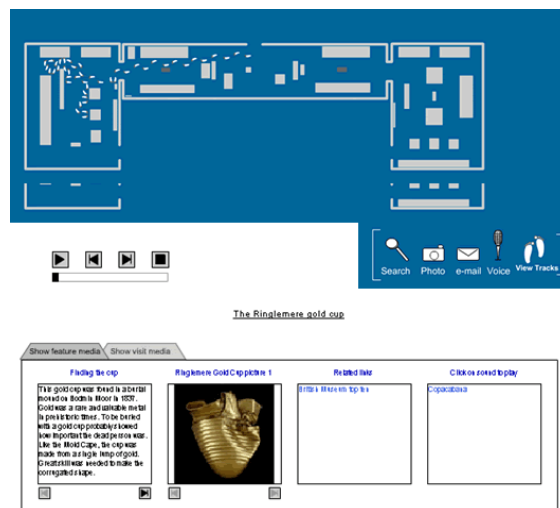 Search
Photo
e-mail
Voice
View Tracks
The Ringlemere gold cup
Show feature media
Show visit media
Finding the cup
Ringlemere Gold Cup picture 1
Related links
Click on sound to play
This gold cup was found in a burial
mound on Bodmin Moor in 1837.
Gold was a rare and valuable metal
in prehistoric times. To be buried
with a gold cup probably showed
how important the dead person was.
Like the Mold Cape, the cup was
made from a single lump of gold.
Great skill was needed to make the
corrugated shape.
British Museum top ten
Copacabana